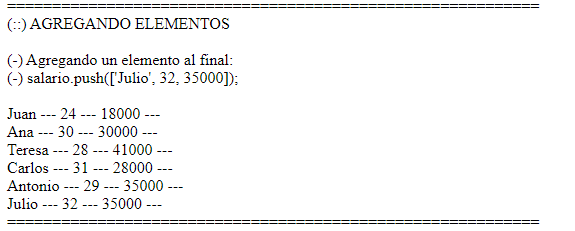 ============================================================
(::) AGREGANDO ELEMENTOS
(-) Agregando un elemento al final:
(-) salario.push(['Julio', 32, 35000]);
Juan --- 24 --- 18000 ---
Ana --- 30 --- 30000 ---
Teresa --- 28 --- 41000 ---
Carlos --- 31 --- 28000 ---
Antonio --- 29 --- 35000 ---
Julio --- 32 --- 35000 ---
============================================================